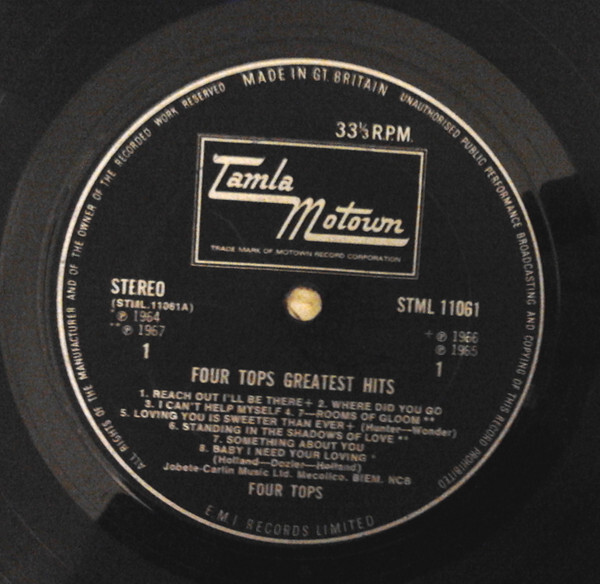 MADE IN GT. BRITAIN
UNAUTHORISED PUBLIC PERFORMANCE BROADCASTING AND COPYING OF THIS RECORD PROHIBITED
ALL RIGHTS OF THE MANUFACTURER AND OF THE OWNER OF THE RECORDED WORK RESERVED
33⅓ R.P.M.
Tamla
Motown
TRADE MARK OF MOTOWN RECORD CORPORATION
STEREO
(STML.11061A)
* ℗ 1964
** ℗ 1967
1
STML 11061
+ ℗ 1966
℗ 1965
1
FOUR TOPS GREATEST HITS
1. REACH OUT I'LL BE THERE+ 2. WHERE DID YOU GO
3. I CAN'T HELP MYSELF 4. 7—ROOMS OF GLOOM **
5. LOVING YOU IS SWEETER THAN EVER+ (Hunter—Wonder)
6. STANDING IN THE SHADOWS OF LOVE **
7. SOMETHING ABOUT YOU
8. BABY I NEED YOUR LOVING *
(Holland—Dozier—Holland)
Jobete-Carlin Music Ltd. Mecolico. BIEM. NCB
FOUR TOPS
E.M.I. RECORDS LIMITED